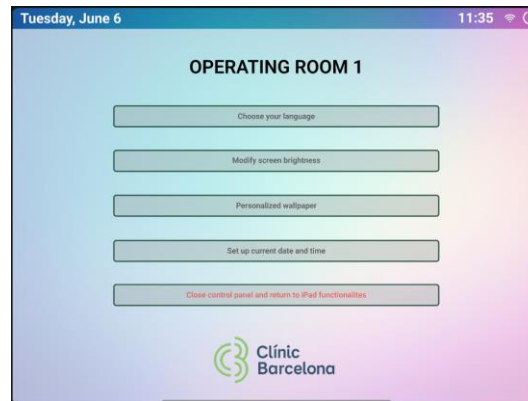 Tuesday, June 6 11:35
OPERATING ROOM 1
Choose your language
Modify screen brightness
Personalized wallpaper
Set up current date and time
Close control panel and return to iPad functionalites
Clínic
Barcelona